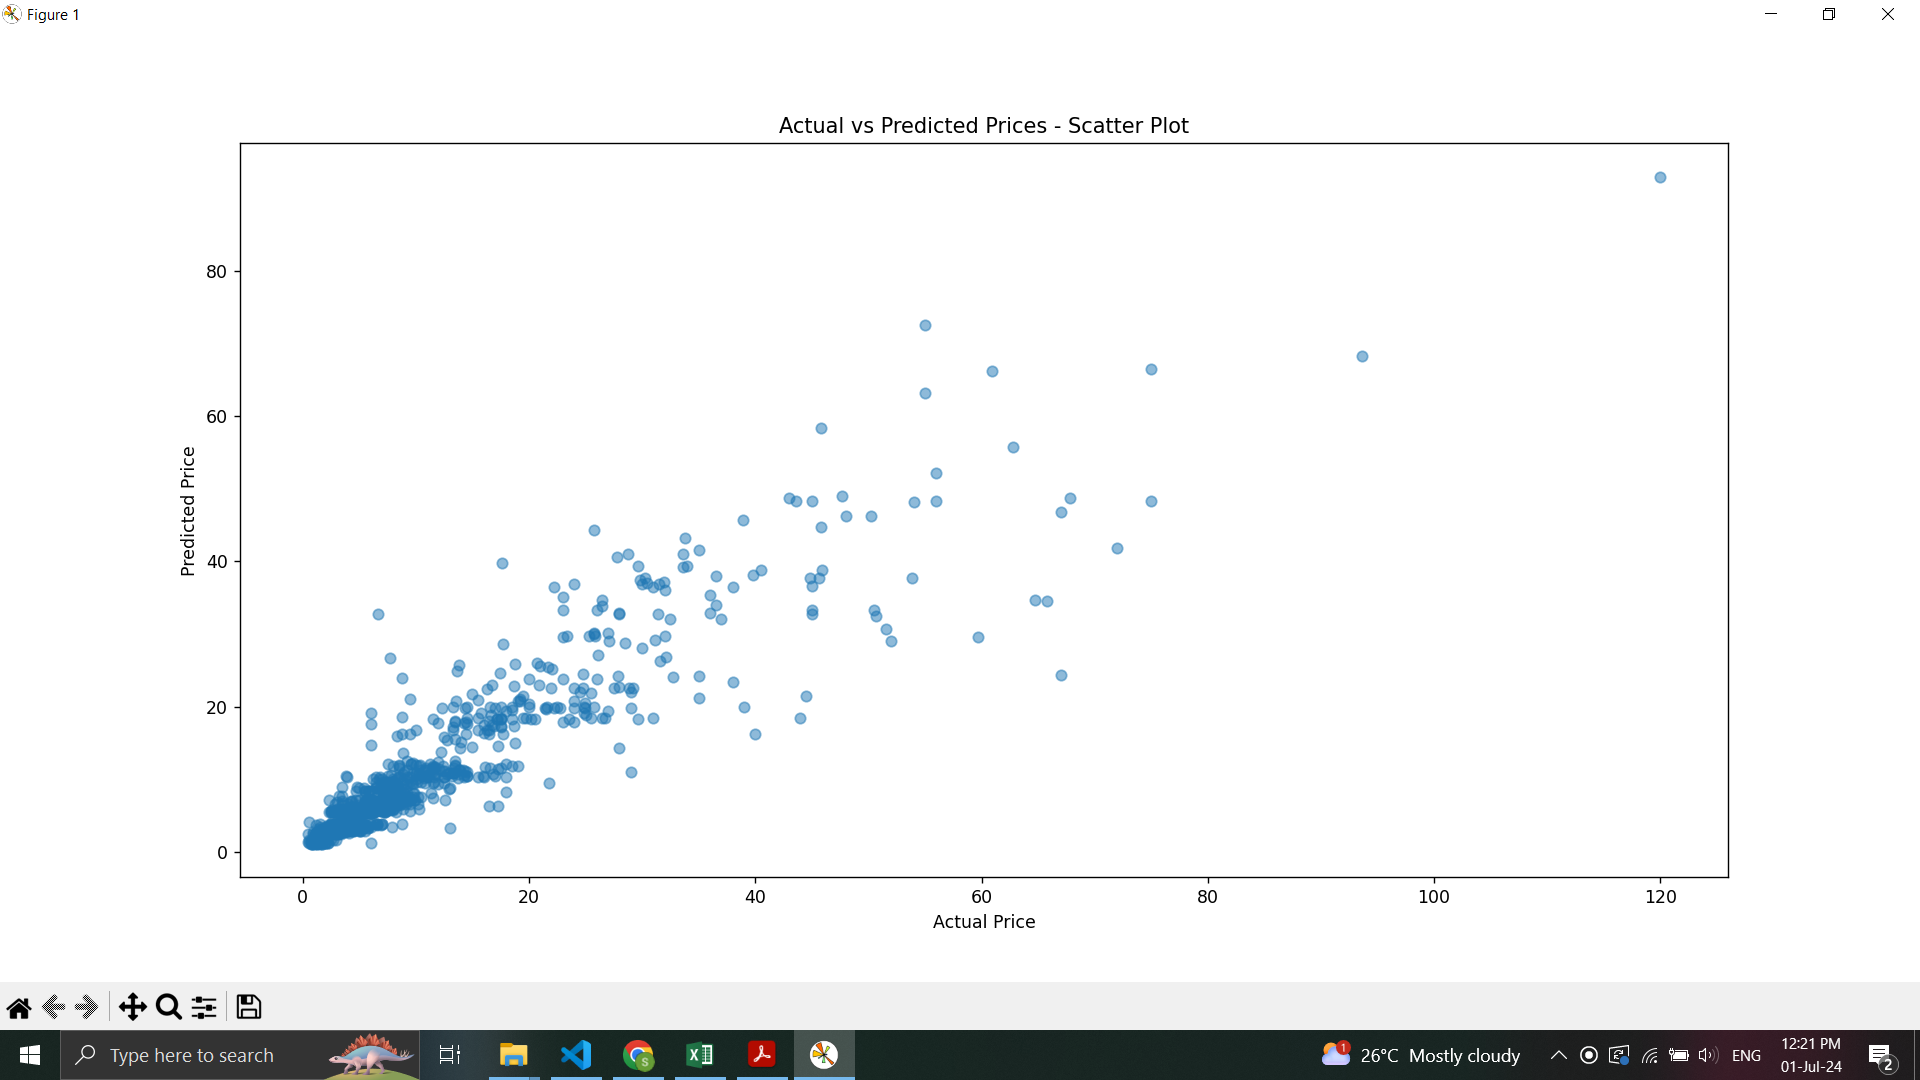 Figure 1
Actual vs Predicted Prices - Scatter Plot
80
60
40
20
0
Predicted Price
0 20 40 60 80 100 120
Actual Price
Type here to search
S
1
26°C Mostly cloudy
ENG
12:21 PM
01-Jul-24
2